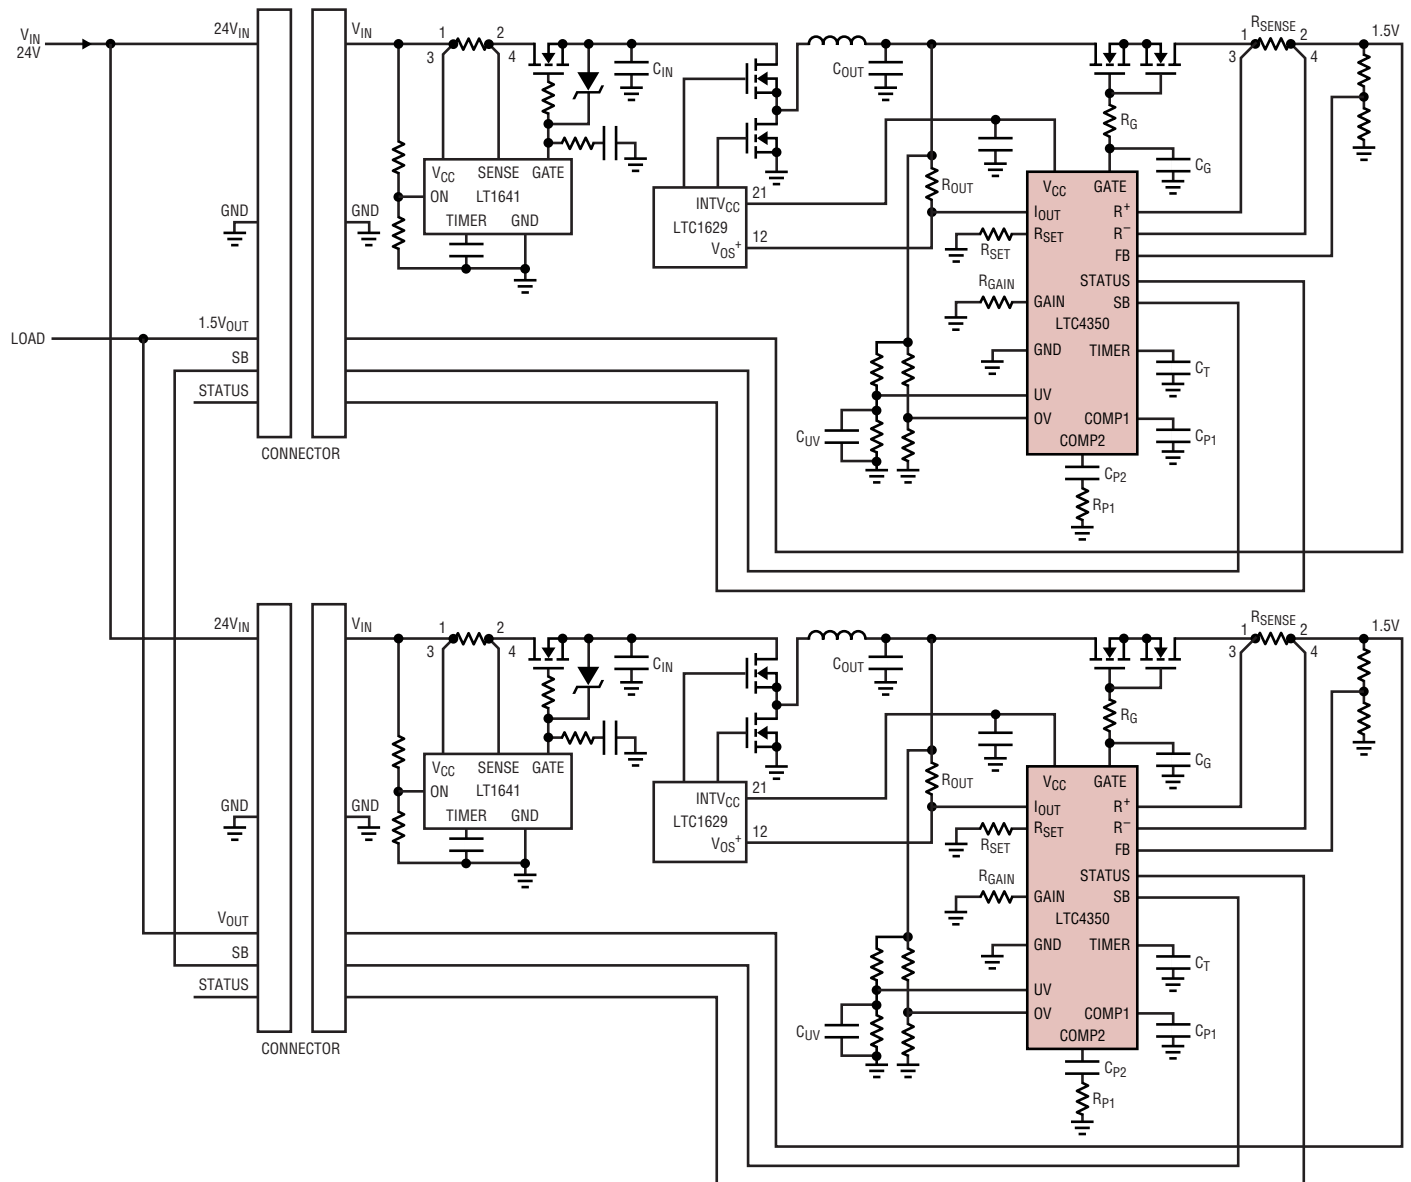 VIN
24V
24VIN
VIN
1
2
3
4
CIN
COUT
1
RSENSE
2
3
4
1.5V
RG
CG
VCC
SENSE
GATE
LT1641
ON
TIMER
GND
GND
GND
INTVCC
21
LTC1629
VOS+
12
ROUT
VCC
GATE
IOUT
R+
RSET
R–
RSET
FB
STATUS
RGAIN
GAIN
SB
LTC4350
GND
TIMER
CT
UV
OV
COMP1
CP1
COMP2
CUV
CP2
RP1
1.5VOUT
LOAD
SB
STATUS
CONNECTOR
24VIN
VIN
1
2
3
4
CIN
COUT
1
RSENSE
2
3
4
1.5V
RG
CG
VCC
SENSE
GATE
LT1641
ON
TIMER
GND
GND
GND
INTVCC
21
LTC1629
VOS+
12
ROUT
VCC
GATE
IOUT
R+
RSET
R–
RSET
FB
STATUS
RGAIN
GAIN
SB
LTC4350
GND
TIMER
CT
UV
OV
COMP1
CP1
COMP2
CUV
CP2
RP1
VOUT
SB
STATUS
CONNECTOR